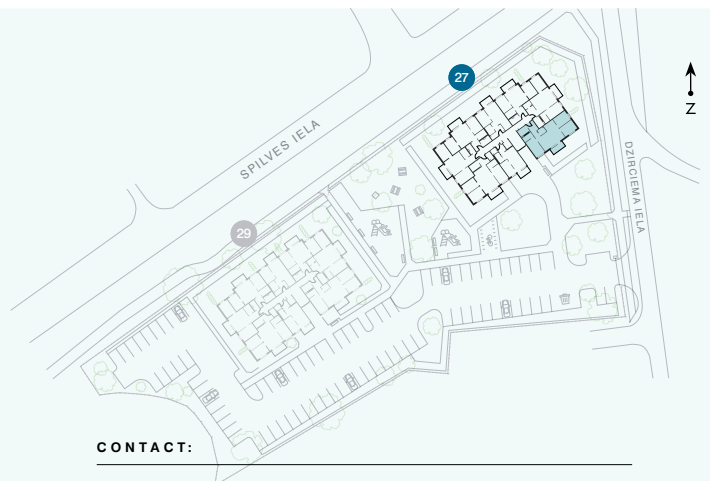 27
Z
SPILVES IELA
DZIRCIEMA IELA
29
CONTACT: